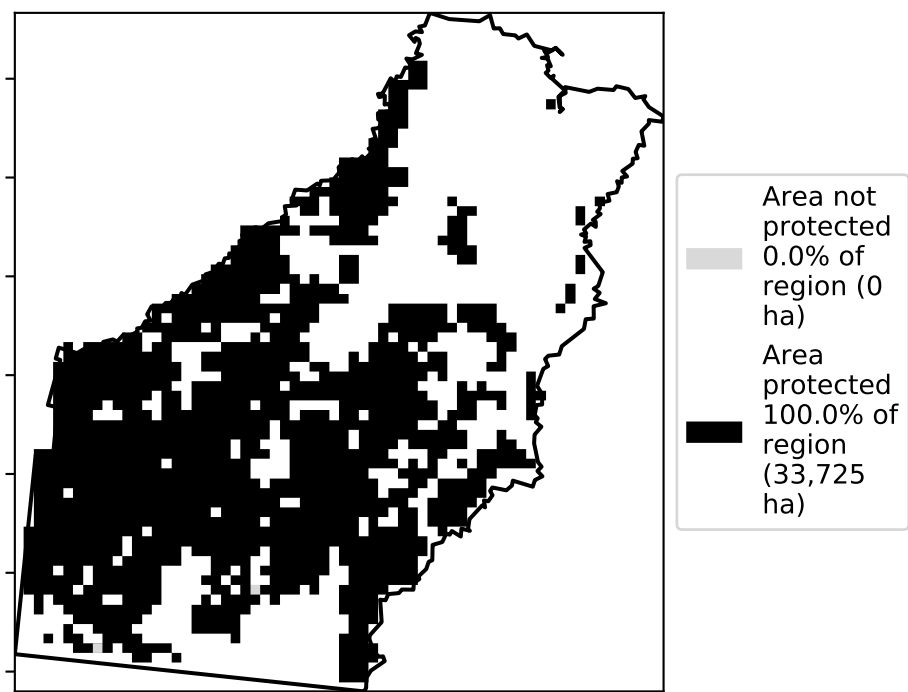 Area not
protected
0.0% of
region (0
ha)
Area
protected
100.0% of
region
(33,725
ha)